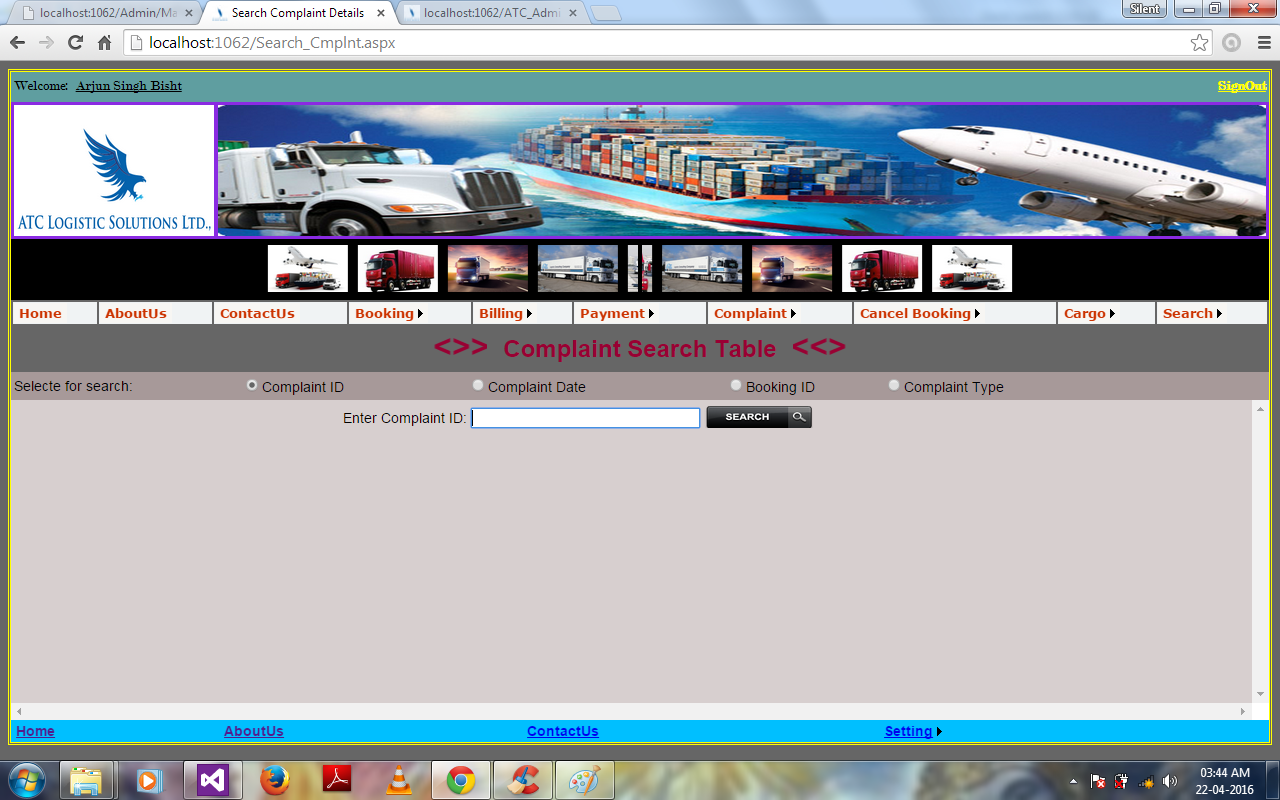 localhost:1062/Admin/Ma
Search Complaint Details
localhost:1062/ATC_Admi
Silent
localhost:1062/Search_Cmplnt.aspx
Welcome: Arjun Singh Bisht
SignOut
ATC LOGISTIC SOLUTIONS LTD.,
Home AboutUs ContactUs Booking Billing Payment Complaint Cancel Booking Cargo Search
<>> Complaint Search Table <<>
Selecte for search: Complaint ID Complaint Date Booking ID Complaint Type
Enter Complaint ID: SEARCH
Home AboutUs ContactUs Setting
03:44 AM
22-04-2016